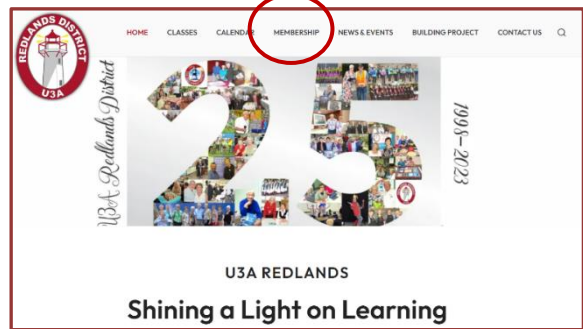 REDLANDS DISTRICT
U3A
HOME CLASSES CALENDAR MEMBERSHIP NEWS & EVENTS BUILDING PROJECT CONTACT US
U3A Redlands District
25
1998–2023
U3A REDLANDS
Shining a Light on Learning